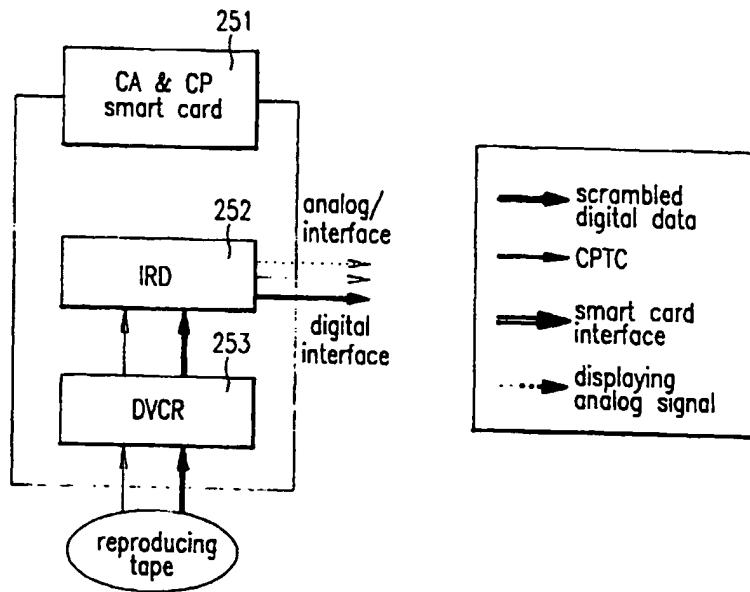 251
CA & CP
smart card
252
analog/
interface
IRD
digital
interface
253
DVCR
reproducing
tape
scrambled
digital data
CPTC
smart card
interface
displaying
analog signal